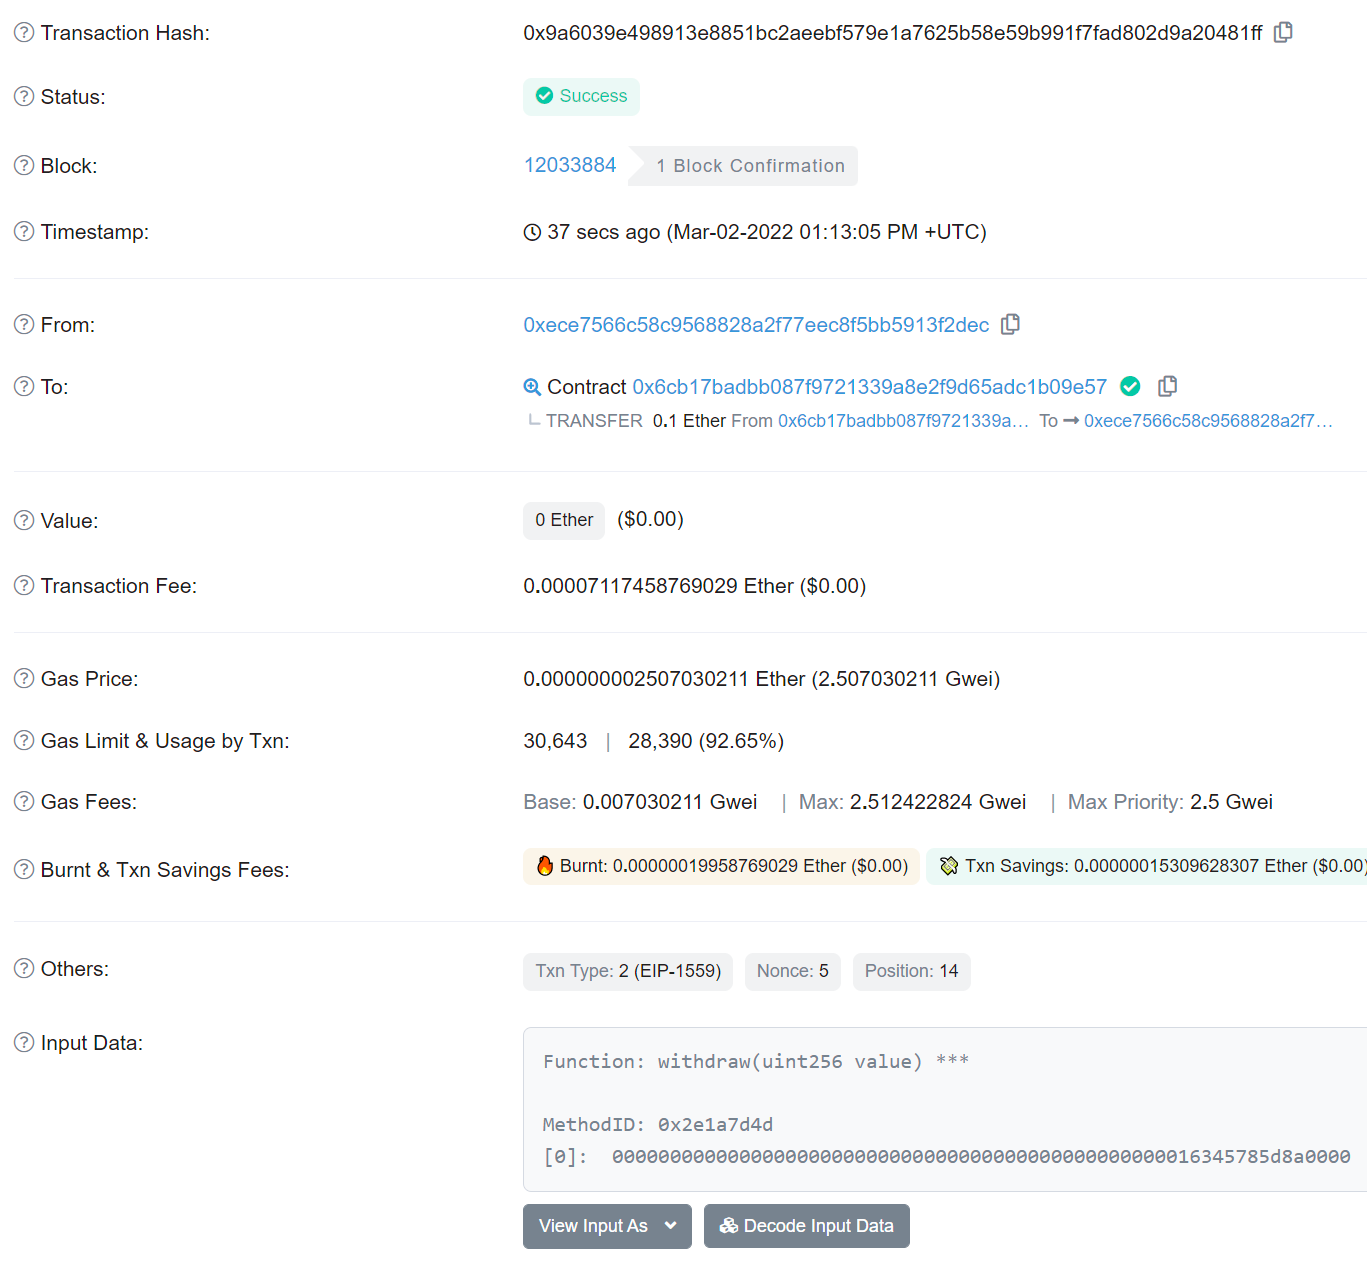 Transaction Hash: 0x9a6039e498913e8851bc2aeebf579e1a7625b58e59b991f7fad802d9a20481ff
Status: Success
Block: 12033884 1 Block Confirmation
Timestamp: 37 secs ago (Mar-02-2022 01:13:05 PM +UTC)
From: 0xece7566c58c9568828a2f77eec8f5bb5913f2dec
To: Contract 0x6cb17badbb087f9721339a8e2f9d65adc1b09e57
TRANSFER 0.1 Ether From 0x6cb17badbb087f9721339a... To → 0xece7566c58c9568828a2f7...
Value: 0 Ether ($0.00)
Transaction Fee: 0.00007117458769029 Ether ($0.00)
Gas Price: 0.000000002507030211 Ether (2.507030211 Gwei)
Gas Limit & Usage by Txn: 30,643 | 28,390 (92.65%)
Gas Fees: Base: 0.007030211 Gwei | Max: 2.512422824 Gwei | Max Priority: 2.5 Gwei
Burnt & Txn Savings Fees: Burnt: 0.00000019958769029 Ether ($0.00) Txn Savings: 0.00000015309628307 Ether ($0.00)
Others: Txn Type: 2 (EIP-1559) Nonce: 5 Position: 14
Input Data:
Function: withdraw(uint256 value) ***
MethodID: 0x2e1a7d4d
[0]: 000000000000000000000000000000000000000000000000016345785d8a0000
View Input As Decode Input Data